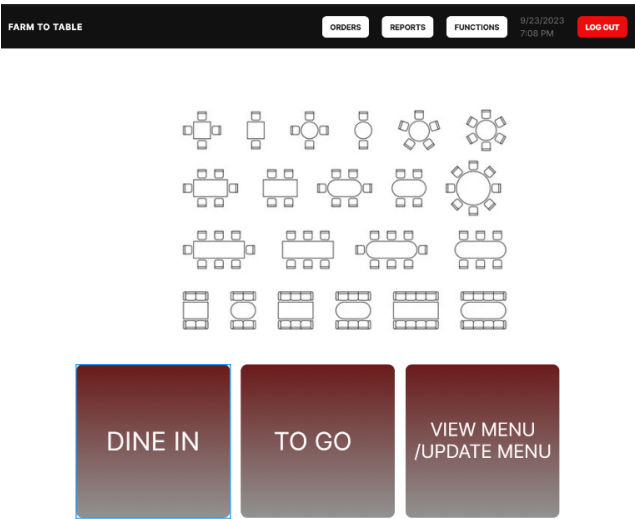 FARM TO TABLE
ORDERS
REPORTS
FUNCTIONS
9/23/2023
7:08 PM
LOG OUT
DINE IN
TO GO
VIEW MENU
/UPDATE MENU